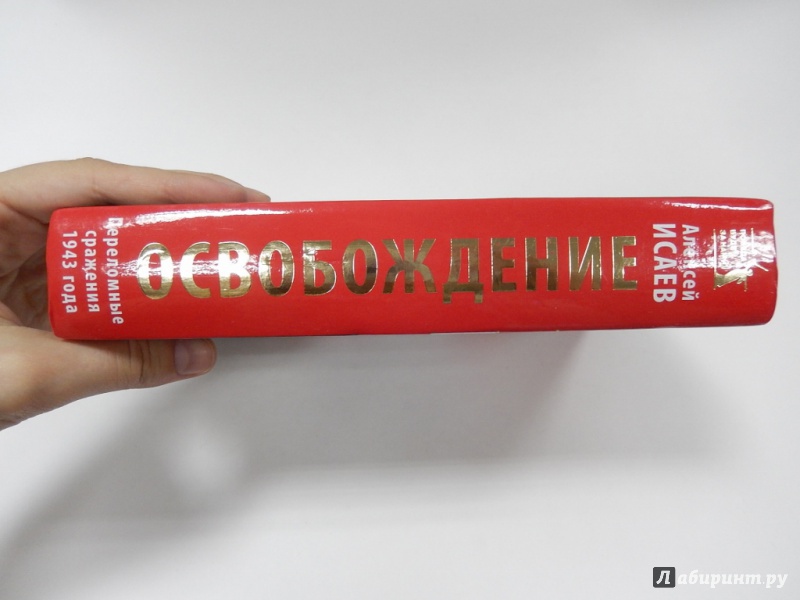 Алексей
ИСАЕВ
ОСВОБОЖДЕНИЕ
Переломные
сражения
1943 года
Лабиринт.ру